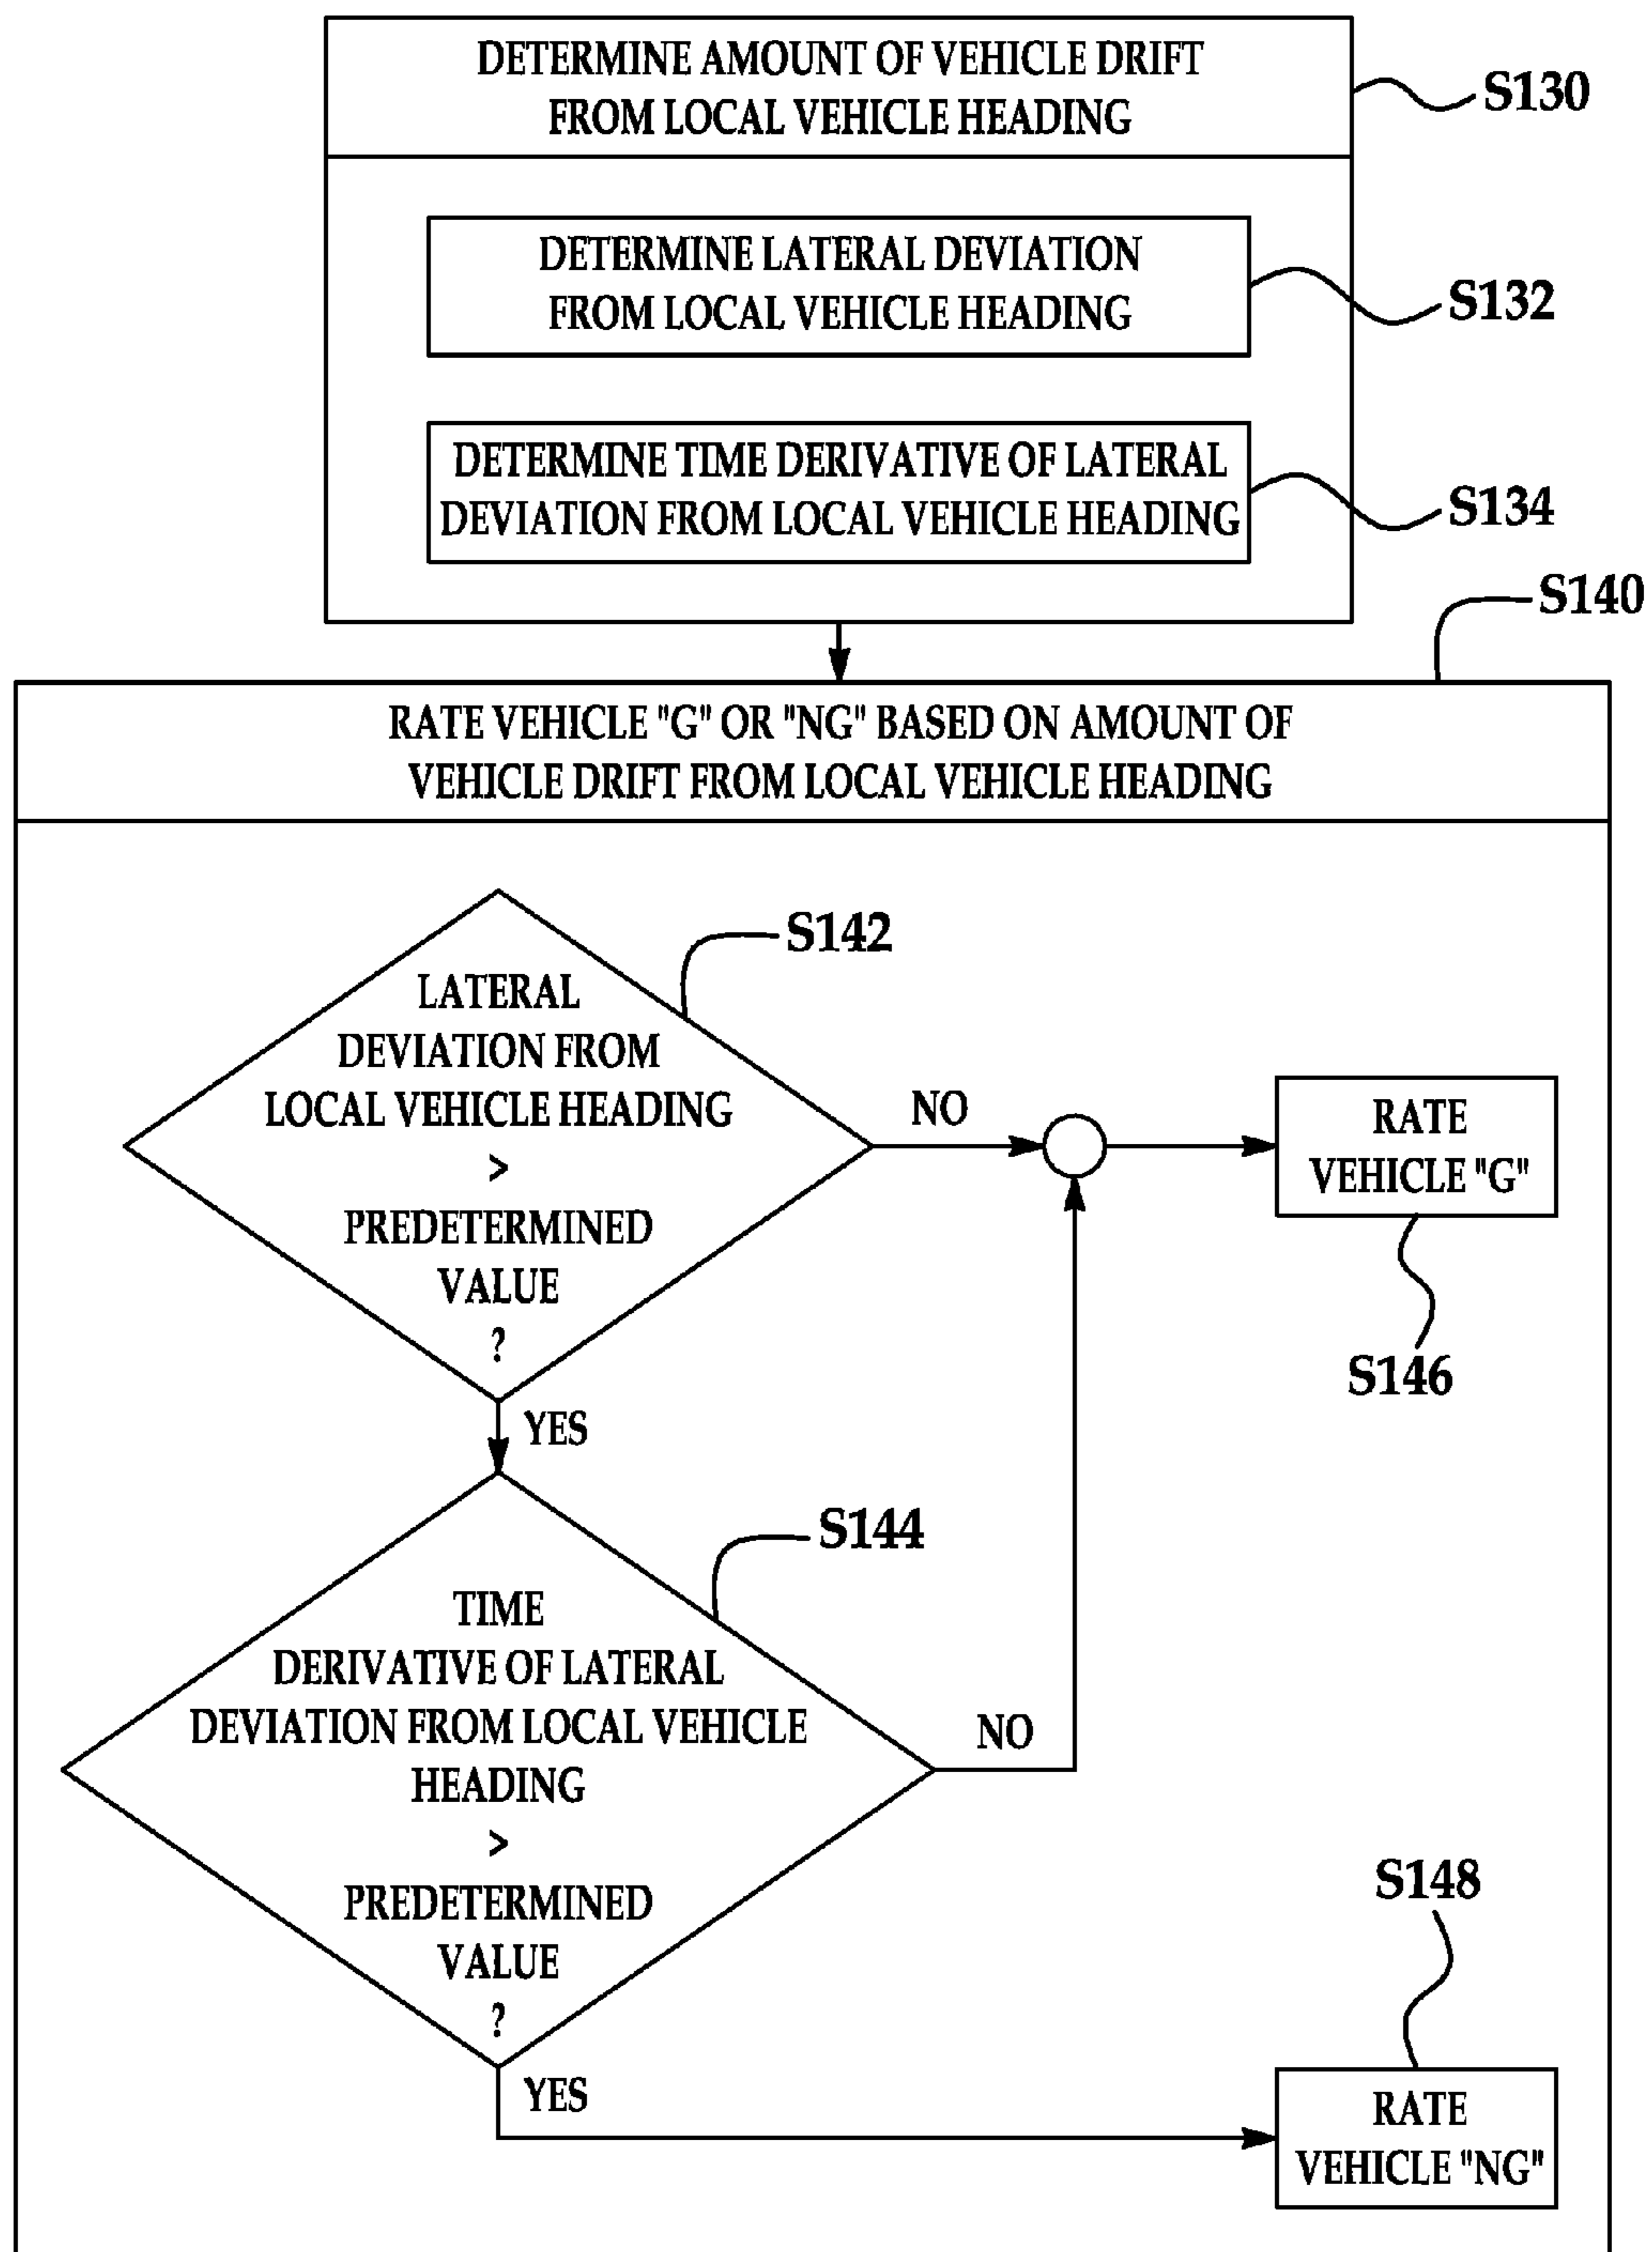 DETERMINE AMOUNT OF VEHICLE DRIFT
FROM LOCAL VEHICLE HEADING
S130
DETERMINE LATERAL DEVIATION
FROM LOCAL VEHICLE HEADING
S132
DETERMINE TIME DERIVATIVE OF LATERAL
DEVIATION FROM LOCAL VEHICLE HEADING
S134
S140
RATE VEHICLE "G" OR "NG" BASED ON AMOUNT OF
VEHICLE DRIFT FROM LOCAL VEHICLE HEADING
S142
LATERAL
DEVIATION FROM
LOCAL VEHICLE HEADING
>
PREDETERMINED
VALUE
?
NO
RATE
VEHICLE "G"
S146
YES
S144
TIME
DERIVATIVE OF LATERAL
DEVIATION FROM LOCAL VEHICLE
HEADING
>
PREDETERMINED
VALUE
?
NO
YES
S148
RATE
VEHICLE "NG"